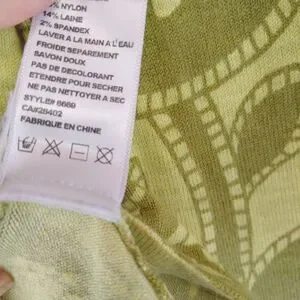 % NYLON
14% LAINE
2% SPANDEX
LAVER A LA MAIN A L'EAU
FROIDE SEPAREMENT
SAVON DOUX
PAS DE DECOLORANT
ETENDRE POUR SECHER
NE PAS NETTOYER A SEC
STYLE# 6669
CA#26402
FABRIQUE EN CHINE